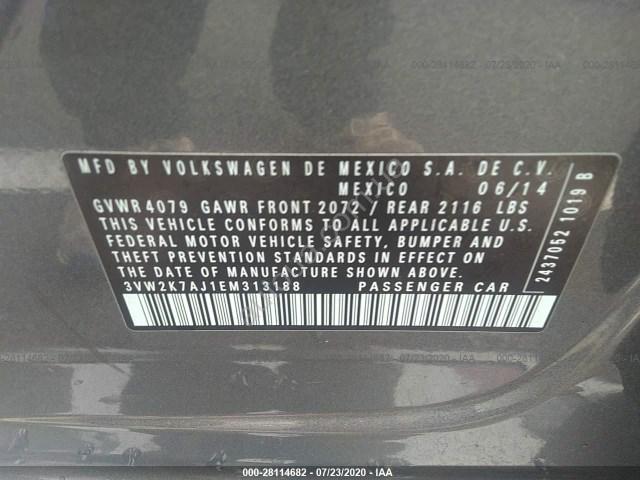 MFD BY VOLKSWAGEN DE MEXICO S.A. DE C.V.
MEXICO 06/14
GVWR 4079 GAWR FRONT 2072 / REAR 2116 LBS
THIS VEHICLE CONFORMS TO ALL APPLICABLE U.S.
FEDERAL MOTOR VEHICLE SAFETY, BUMPER AND
THEFT PREVENTION STANDARDS IN EFFECT ON
THE DATE OF MANUFACTURE SHOWN ABOVE.
3VW2K7AJ1EM313188 PASSENGER CAR
2437052 1019 B
000-28114682 - 07/23/2020 - IAA